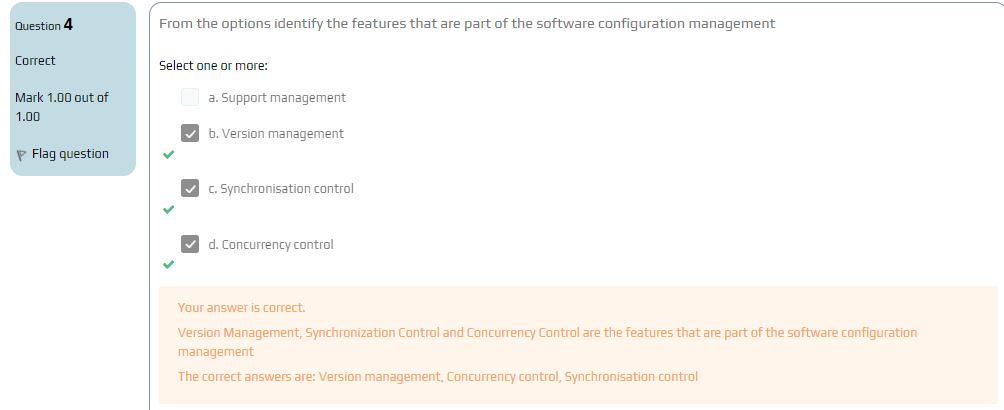 Question 4
Correct
Mark 1.00 out of
1.00
Flag question
From the options identify the features that are part of the software configuration management
Select one or more:
a. Support management
b. Version management
c. Synchronisation control
d. Concurrency control
Your answer is correct.
Version Management, Synchronization Control and Concurrency Control are the features that are part of the software configuration
management
The correct answers are: Version management, Concurrency control, Synchronisation control